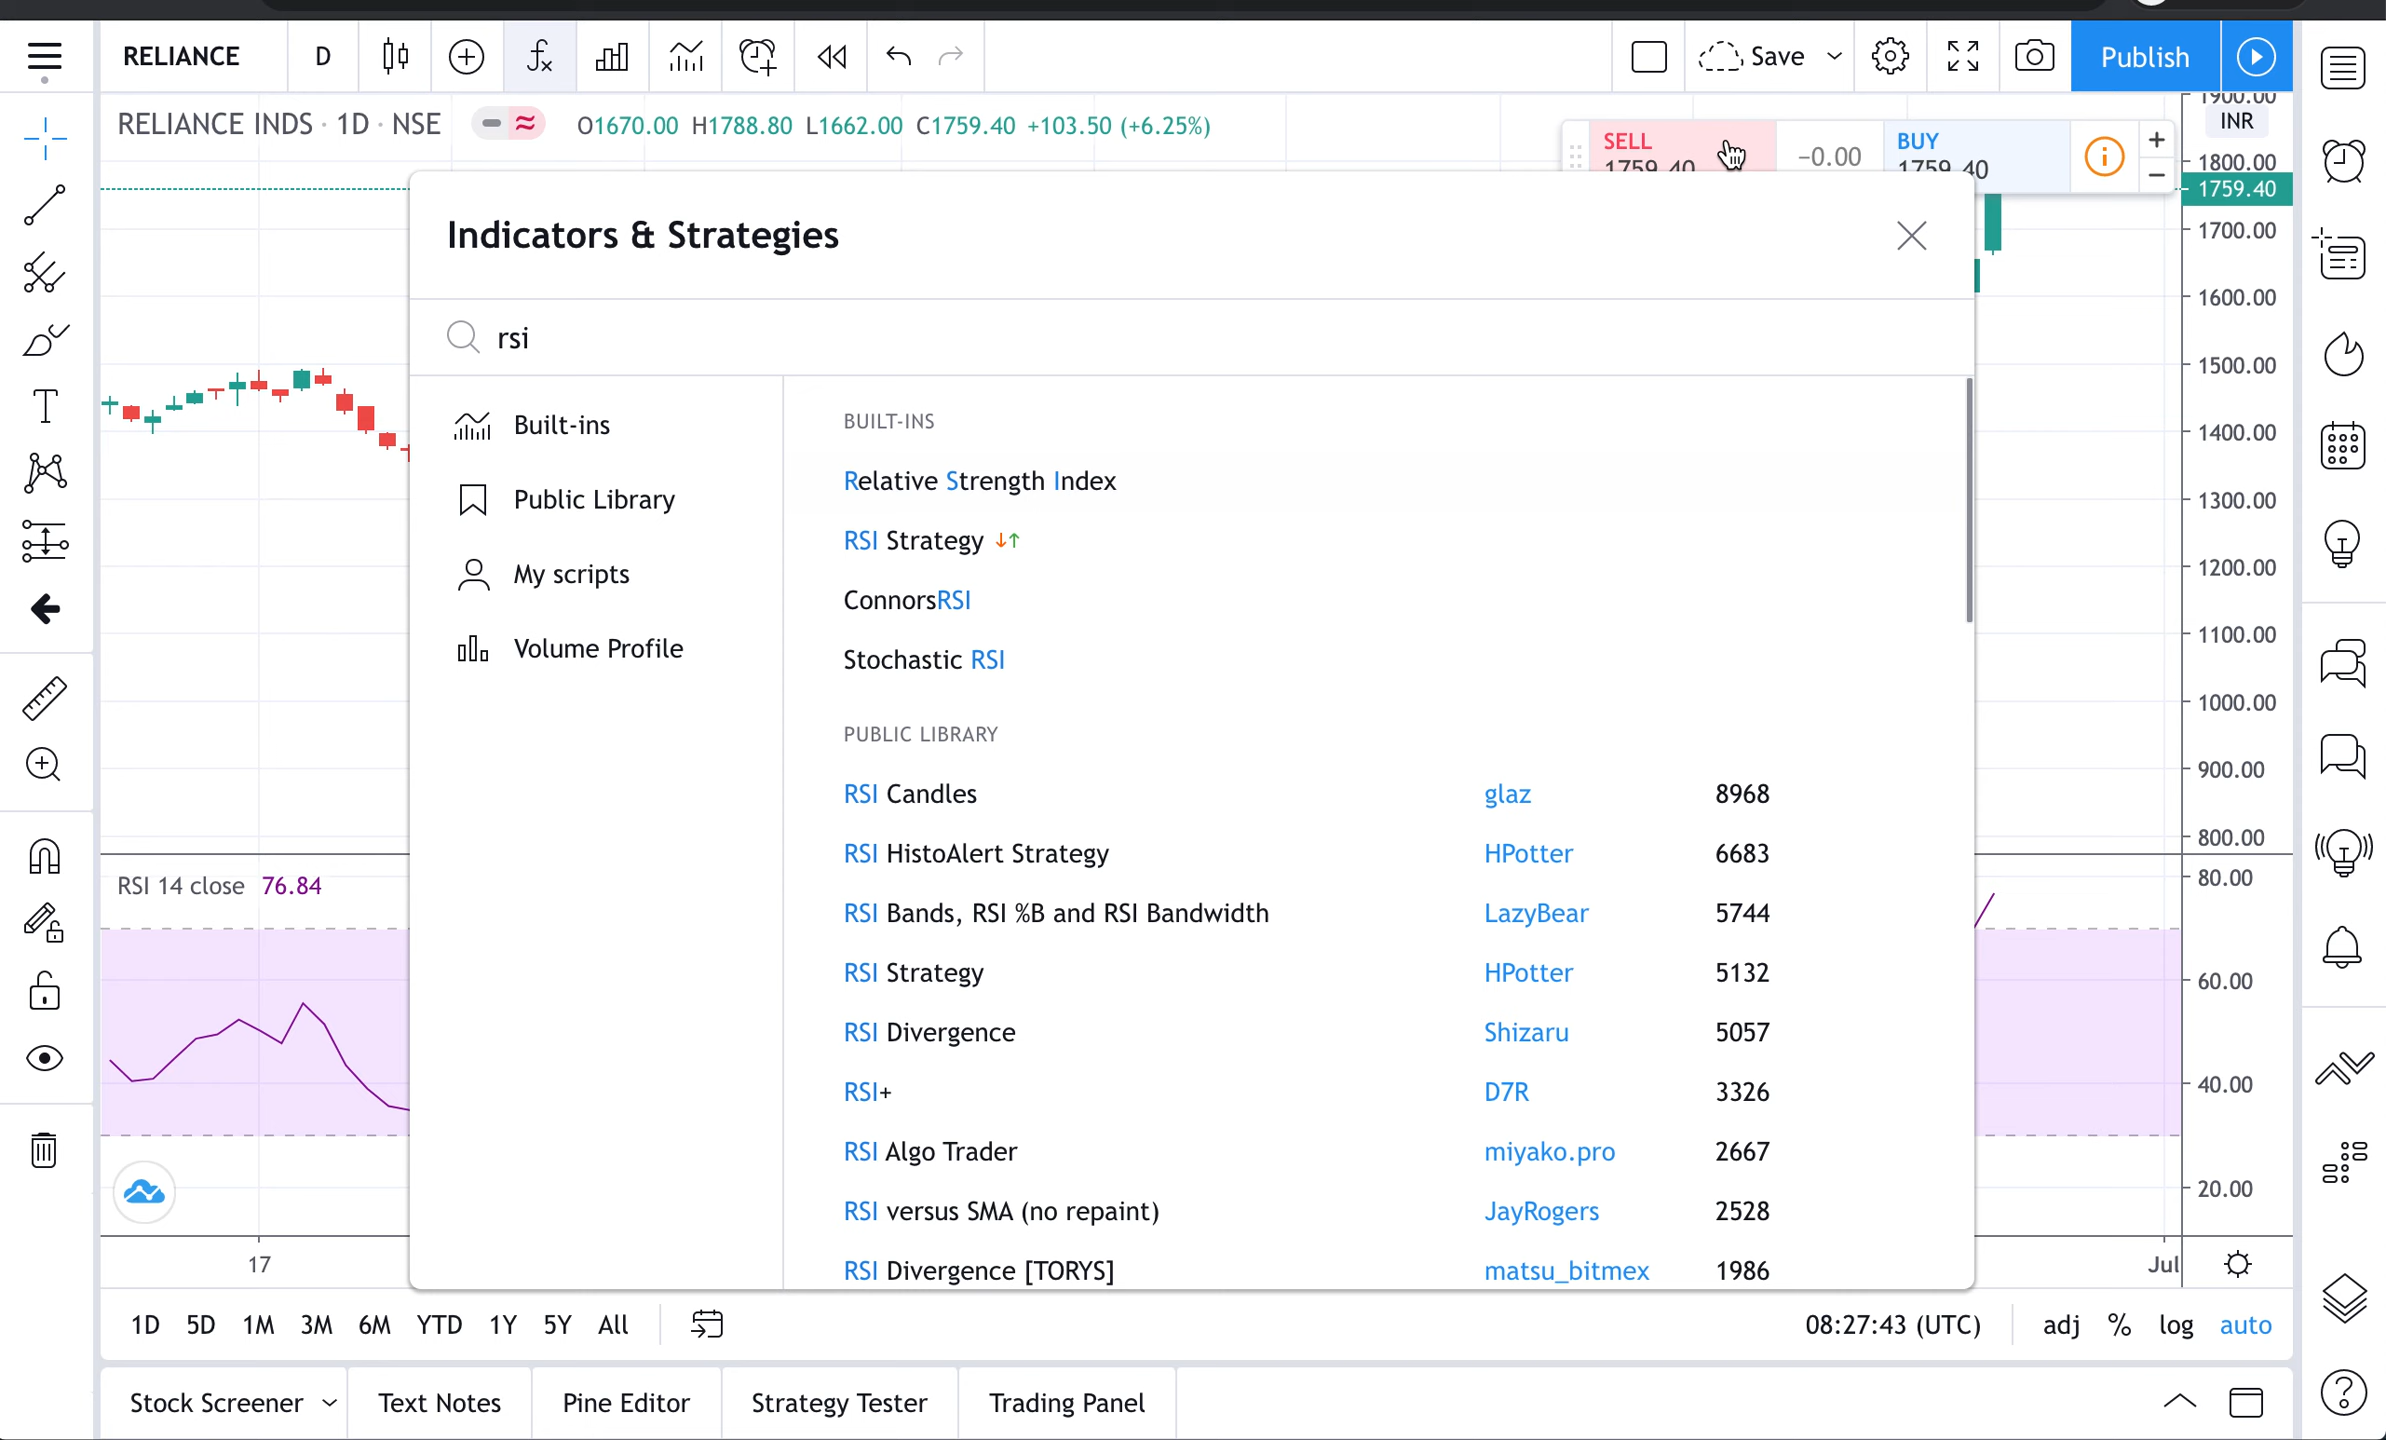 RELIANCE D Save Publish
RELIANCE INDS · 1D · NSE O1670.00 H1788.80 L1662.00 C1759.40 +103.50 (+6.25%)
SELL
1759.40
−0.00
BUY
1759.40
1900.00
INR
1800.00
1759.40
1700.00
1600.00
1500.00
1400.00
1300.00
1200.00
1100.00
1000.00
900.00
800.00
80.00
60.00
40.00
20.00
Indicators & Strategies
rsi
Built-ins
Public Library
My scripts
Volume Profile
BUILT-INS
Relative Strength Index
RSI Strategy ↓↑
ConnorsRSI
Stochastic RSI
PUBLIC LIBRARY
RSI Candles glaz 8968
RSI HistoAlert Strategy HPotter 6683
RSI Bands, RSI %B and RSI Bandwidth LazyBear 5744
RSI Strategy HPotter 5132
RSI Divergence Shizaru 5057
RSI+ D7R 3326
RSI Algo Trader miyako.pro 2667
RSI versus SMA (no repaint) JayRogers 2528
RSI Divergence [TORYS] matsu_bitmex 1986
RSI 14 close 76.84
17 Jul
1D 5D 1M 3M 6M YTD 1Y 5Y All 08:27:43 (UTC) adj % log auto
Stock Screener Text Notes Pine Editor Strategy Tester Trading Panel